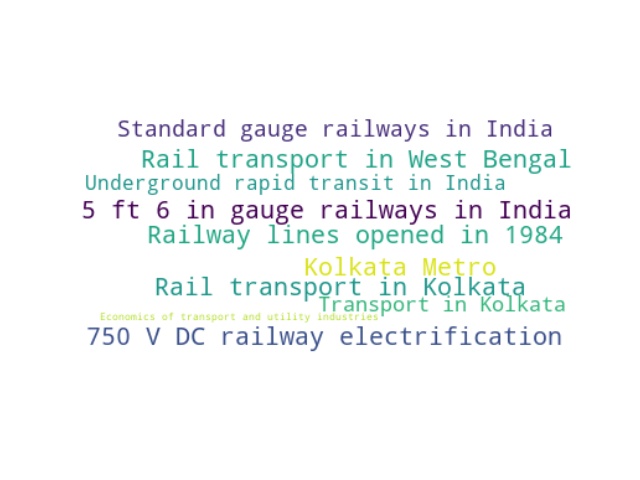 Standard gauge railways in India
Rail transport in West Bengal
Underground rapid transit in India
5 ft 6 in gauge railways in India
Railway lines opened in 1984
Kolkata Metro
Rail transport in Kolkata
Transport in Kolkata
Economics of transport and utility industries
750 V DC railway electrification